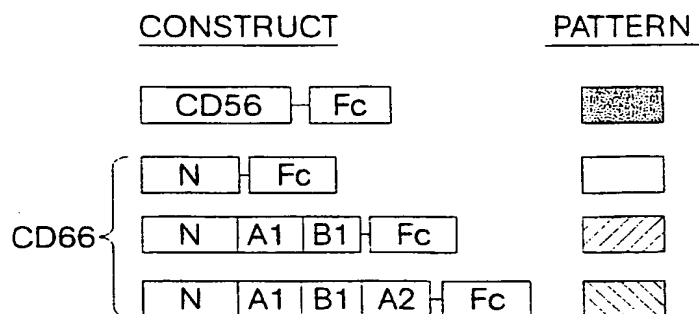 CONSTRUCT PATTERN
CD56 Fc
N Fc
CD66 N A1 B1 Fc
N A1 B1 A2 Fc